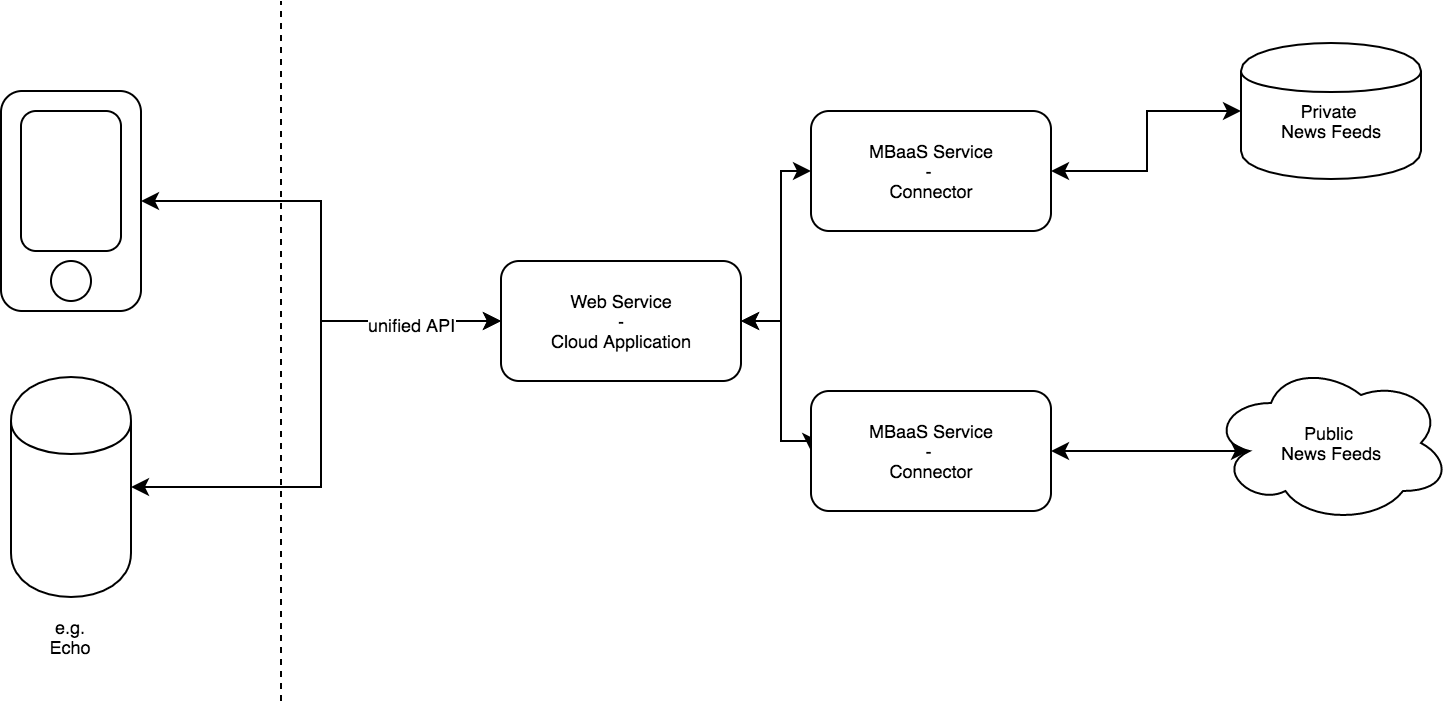 Private
News Feeds
MBaaS Service
-
Connector
Web Service
-
Cloud Application
unified API
MBaaS Service
-
Connector
Public
News Feeds
e.g.
Echo